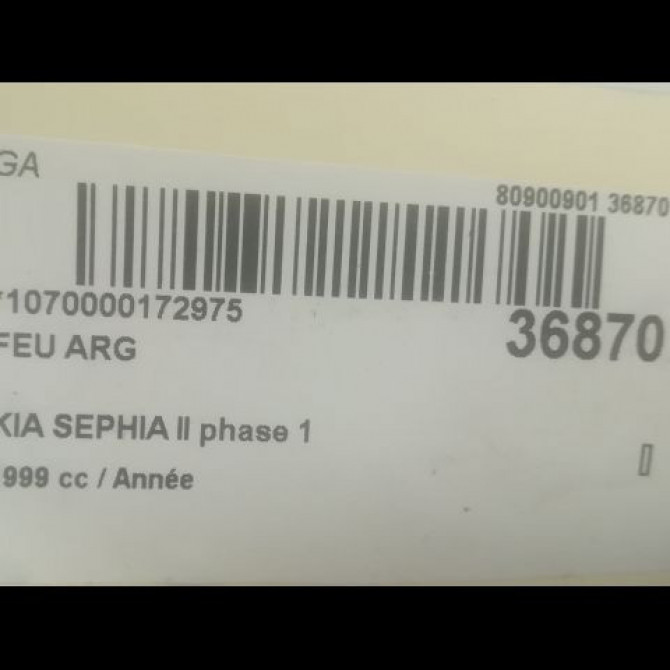 GA
80900901 36870
*1070000172975
36870
FEU ARG
KIA SEPHIA II phase 1
999 cc / Année